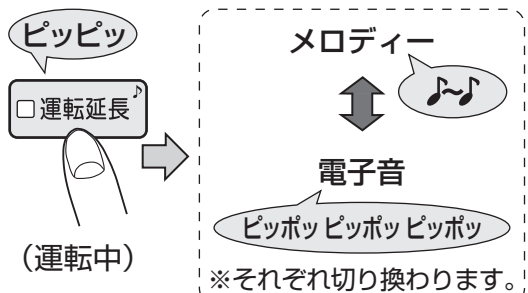 ピッピッ
運転延長♪
(運転中)
メロディー
♪〜♪
電子音
ピッポッ ピッポッ ピッポッ
※それぞれ切り換わります。